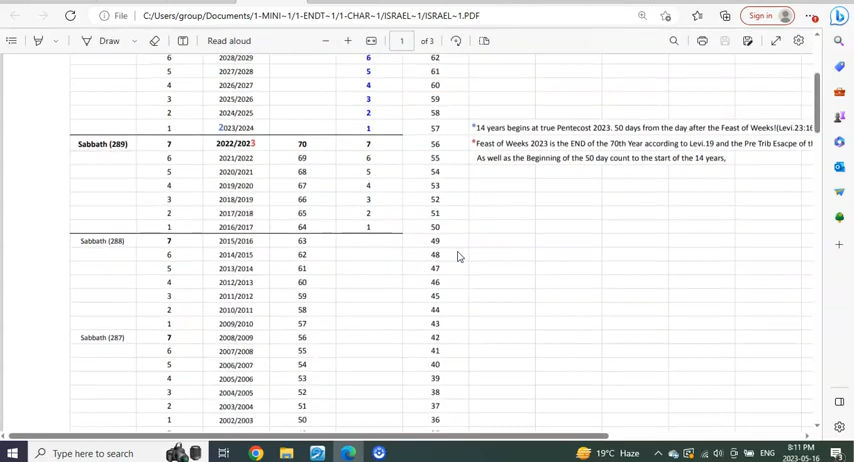 File C:/Users/group/Documents/1-MINI~1/1-ENDT~1/1-CHAR~1/ISRAEL~1/ISRAEL~1.PDF
Sign in
Draw T Read aloud 1 of 3
6 2028/2029 6 62
5 2027/2028 5 61
4 2026/2027 4 60
3 2025/2026 3 59
2 2024/2025 2 58
1 2023/2024 1 57 *14 years begins at true Pentecost 2023. 50 days from the day after the Feast of Weeks!(Levi.23:16
Sabbath (289) 7 2022/2023 70 7 56 *Feast of Weeks 2023 is the END of the 70th Year according to Levi.19 and the Pre Trib Esacpe of th
6 2021/2022 69 6 55 As well as the Beginning of the 50 day count to the start of the 14 years,
5 2020/2021 68 5 54
4 2019/2020 67 4 53
3 2018/2019 66 3 52
2 2017/2018 65 2 51
1 2016/2017 64 1 50
Sabbath (288) 7 2015/2016 63 49
6 2014/2015 62 48
5 2013/2014 61 47
4 2012/2013 60 46
3 2011/2012 59 45
2 2010/2011 58 44
1 2009/2010 57 43
Sabbath (287) 7 2008/2009 56 42
6 2007/2008 55 41
5 2006/2007 54 40
4 2005/2006 53 39
3 2004/2005 52 38
2 2003/2004 51 37
1 2002/2003 50 36
Type here to search 19°C Haze ENG 8:11 PM
2023-05-16